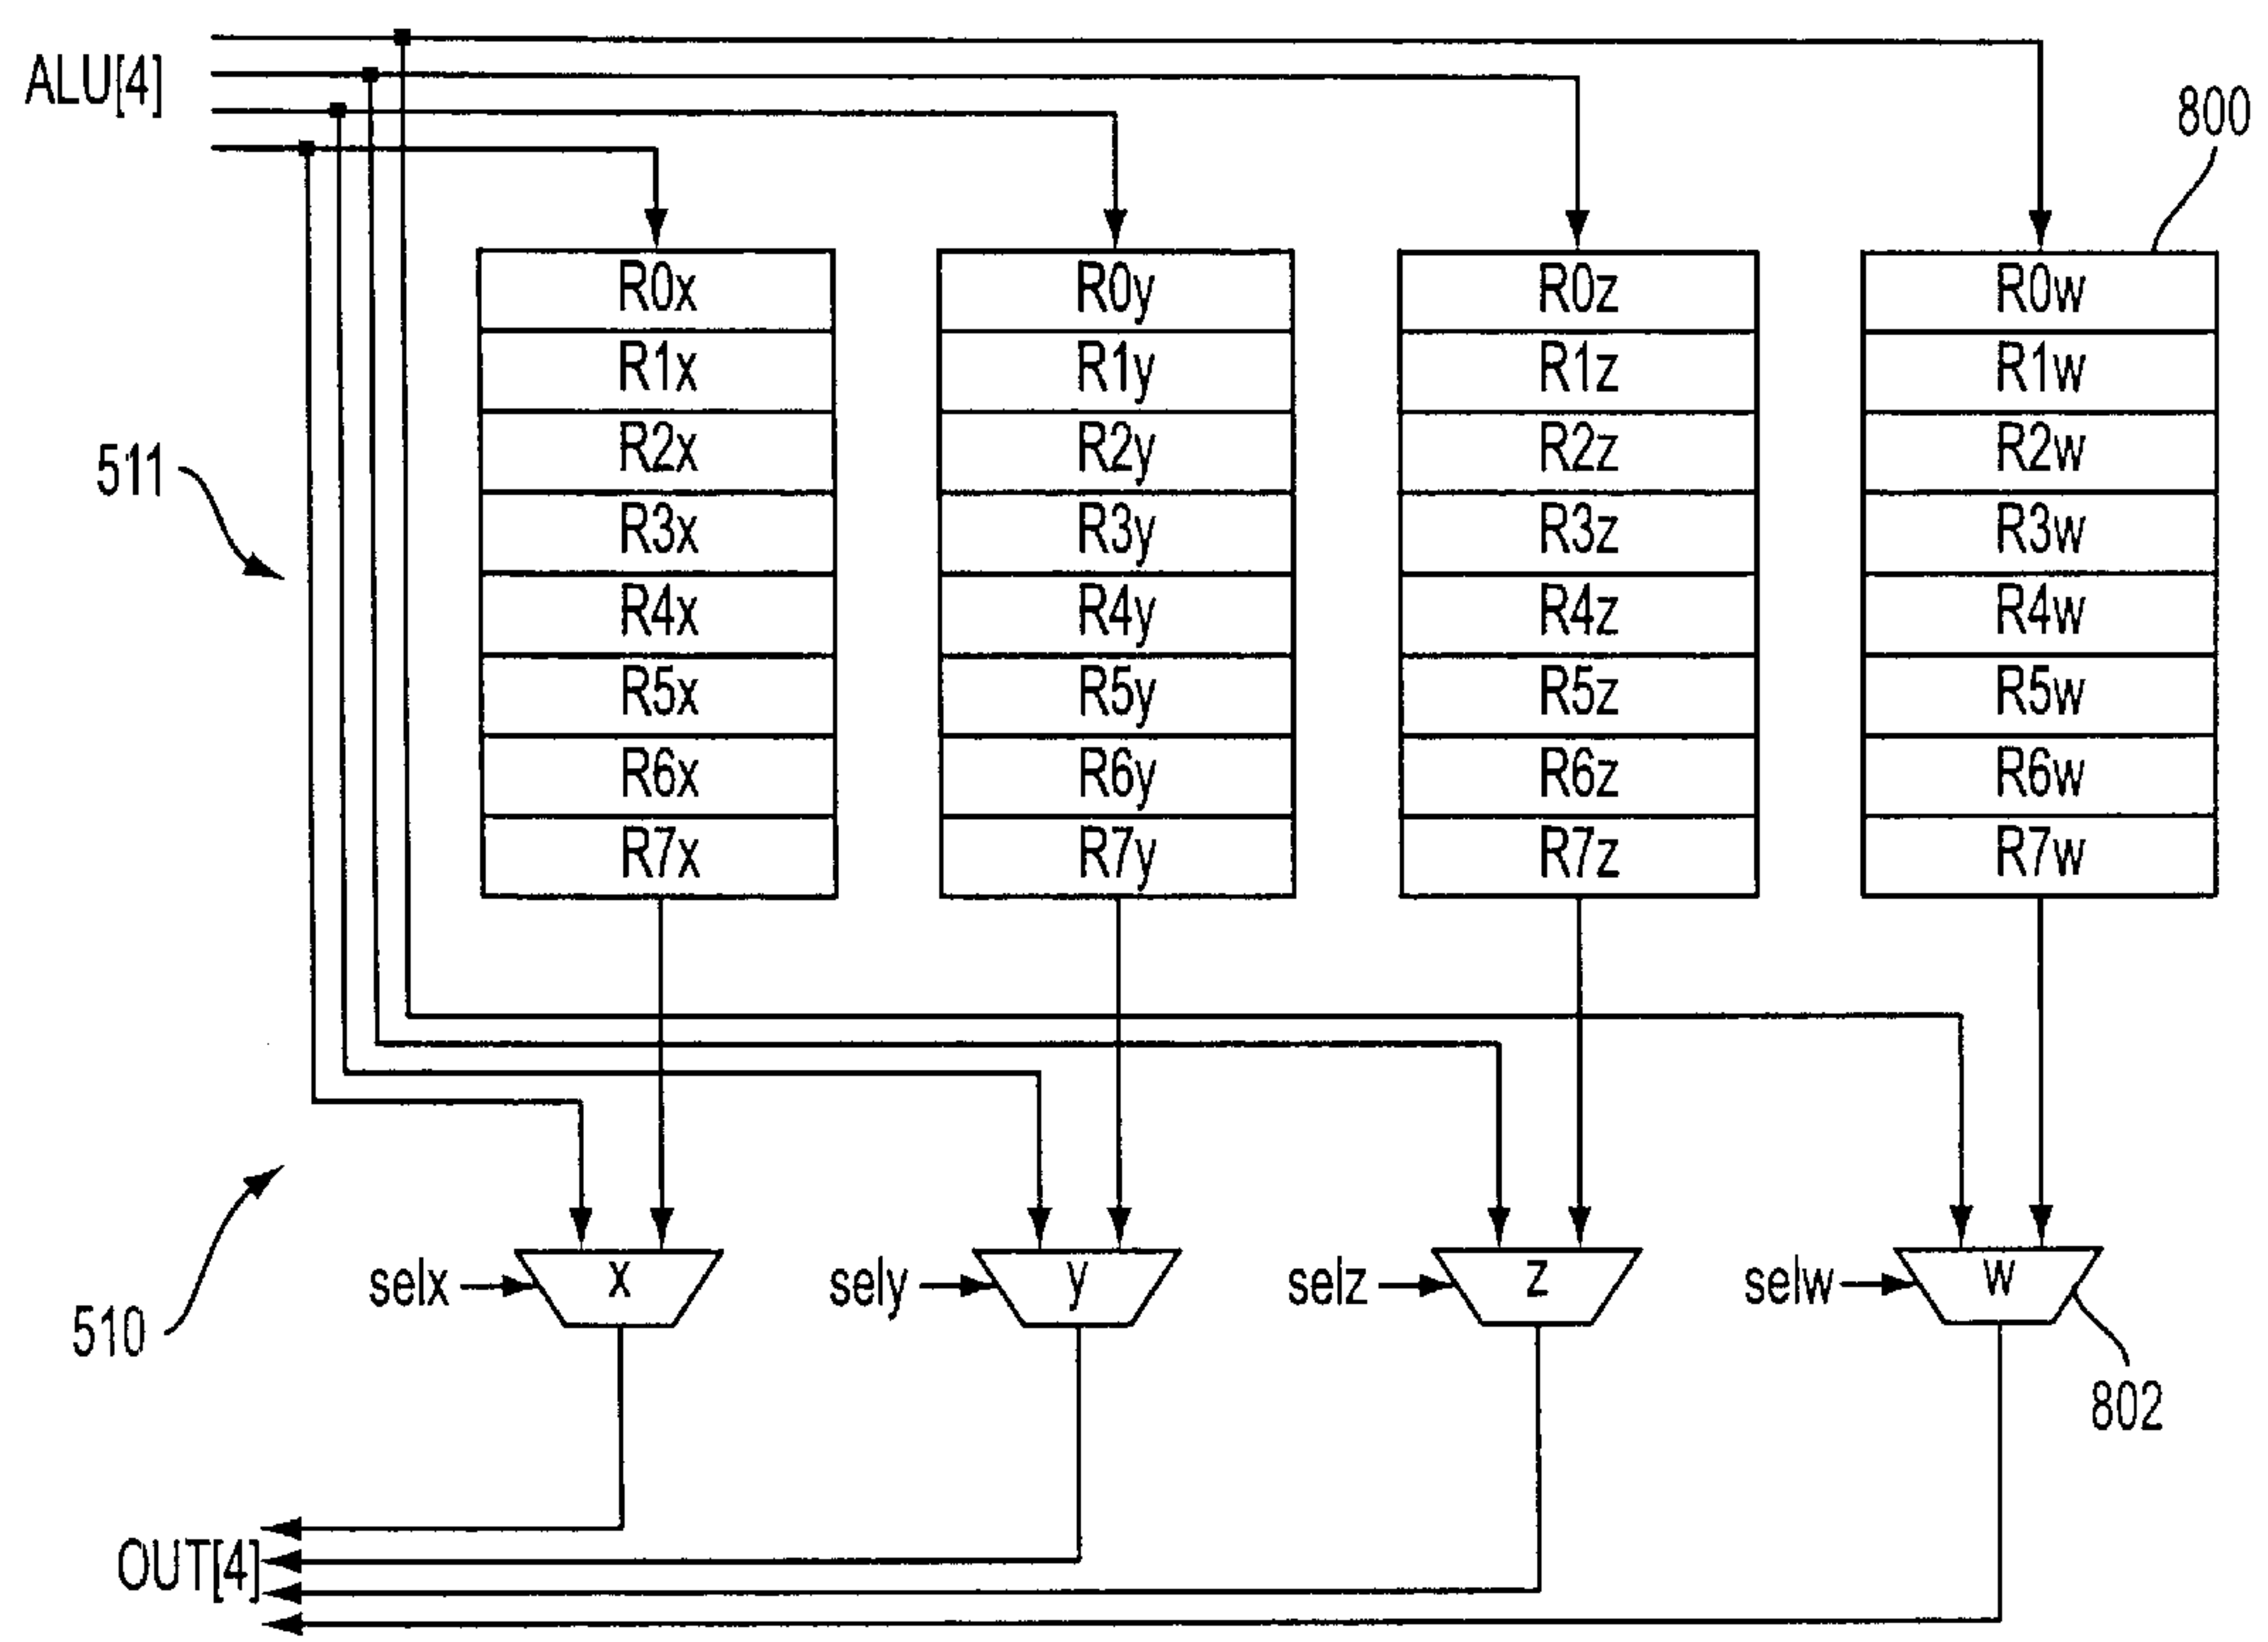 ALU[4]
800
R0x R0y R0z R0w
R1x R1y R1z R1w
R2x R2y R2z R2w
511
R3x R3y R3z R3w
R4x R4y R4z R4w
R5x R5y R5z R5w
R6x R6y R6z R6w
R7x R7y R7z R7w
selx x sely y selz z selw w
510
802
OUT[4]